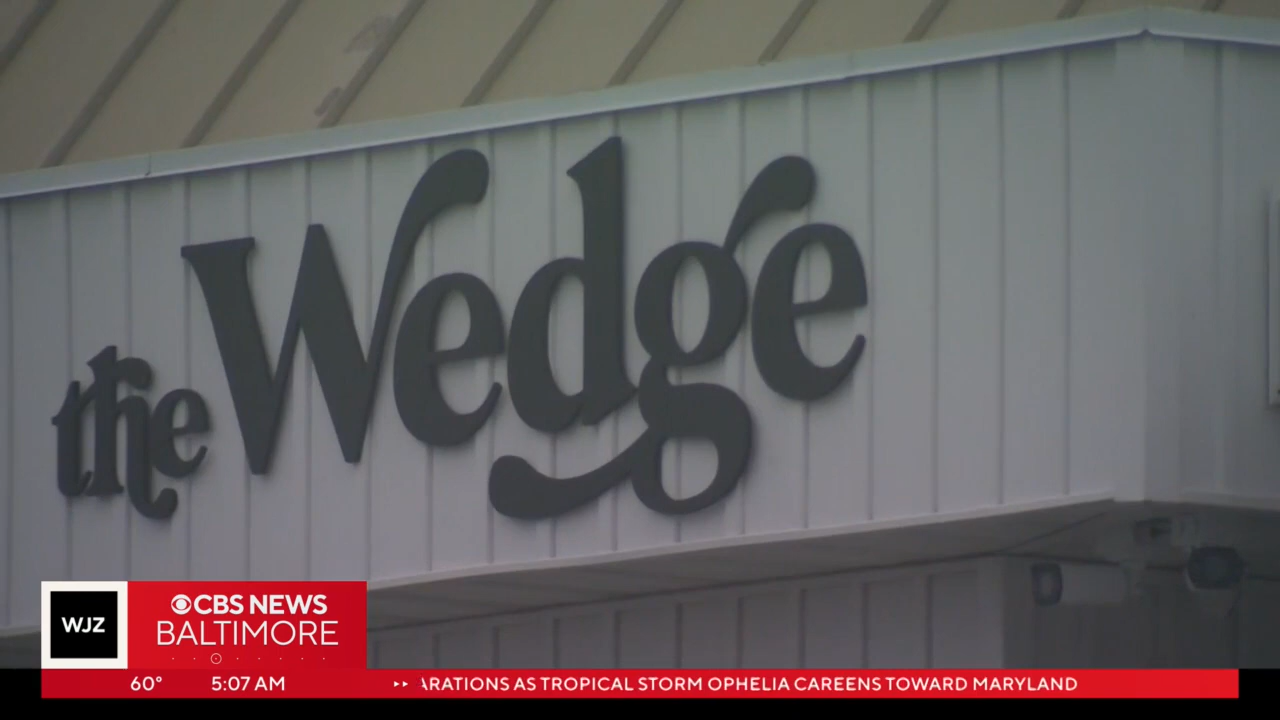 the Wedge
WJZ
CBS NEWS
BALTIMORE
60° 5:07 AM ARATIONS AS TROPICAL STORM OPHELIA CAREENS TOWARD MARYLAND